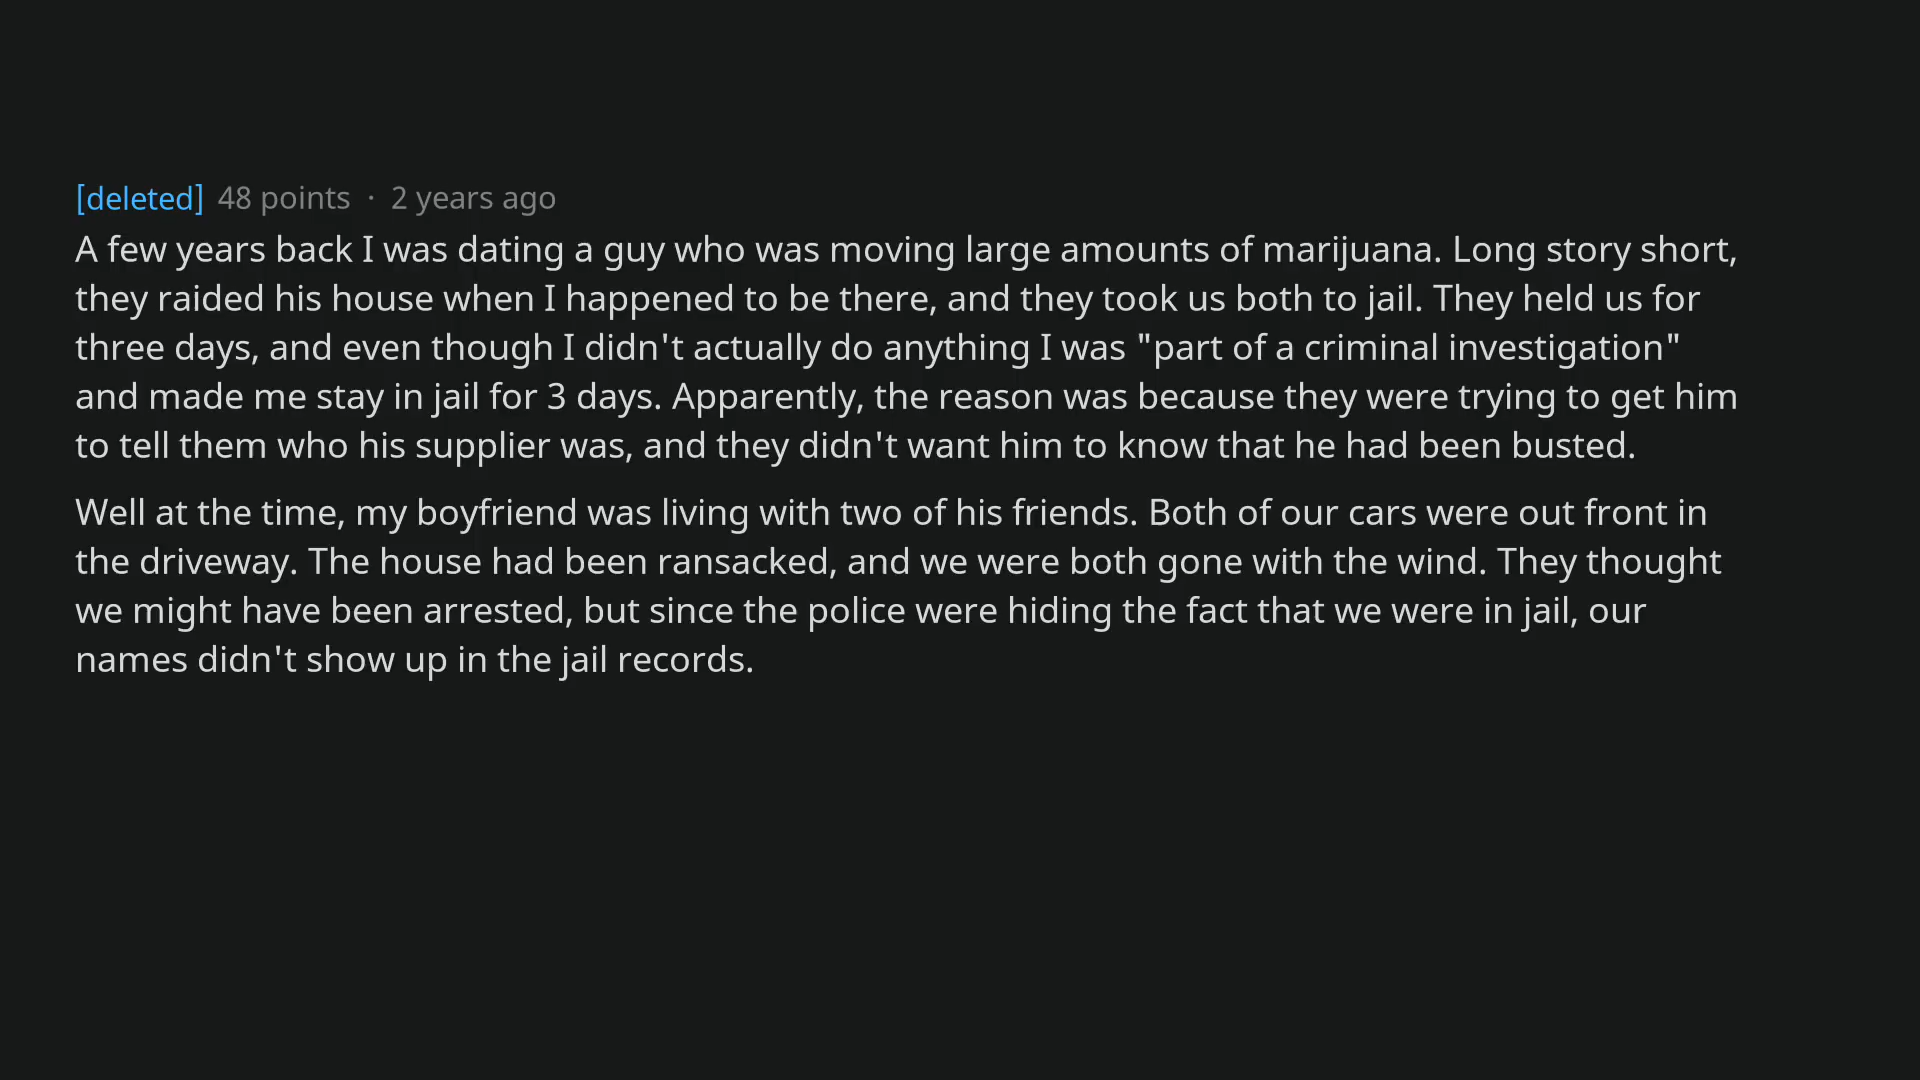 [deleted] 48 points · 2 years ago
A few years back I was dating a guy who was moving large amounts of marijuana. Long story short,
they raided his house when I happened to be there, and they took us both to jail. They held us for
three days, and even though I didn't actually do anything I was "part of a criminal investigation"
and made me stay in jail for 3 days. Apparently, the reason was because they were trying to get him
to tell them who his supplier was, and they didn't want him to know that he had been busted.
Well at the time, my boyfriend was living with two of his friends. Both of our cars were out front in
the driveway. The house had been ransacked, and we were both gone with the wind. They thought
we might have been arrested, but since the police were hiding the fact that we were in jail, our
names didn't show up in the jail records.